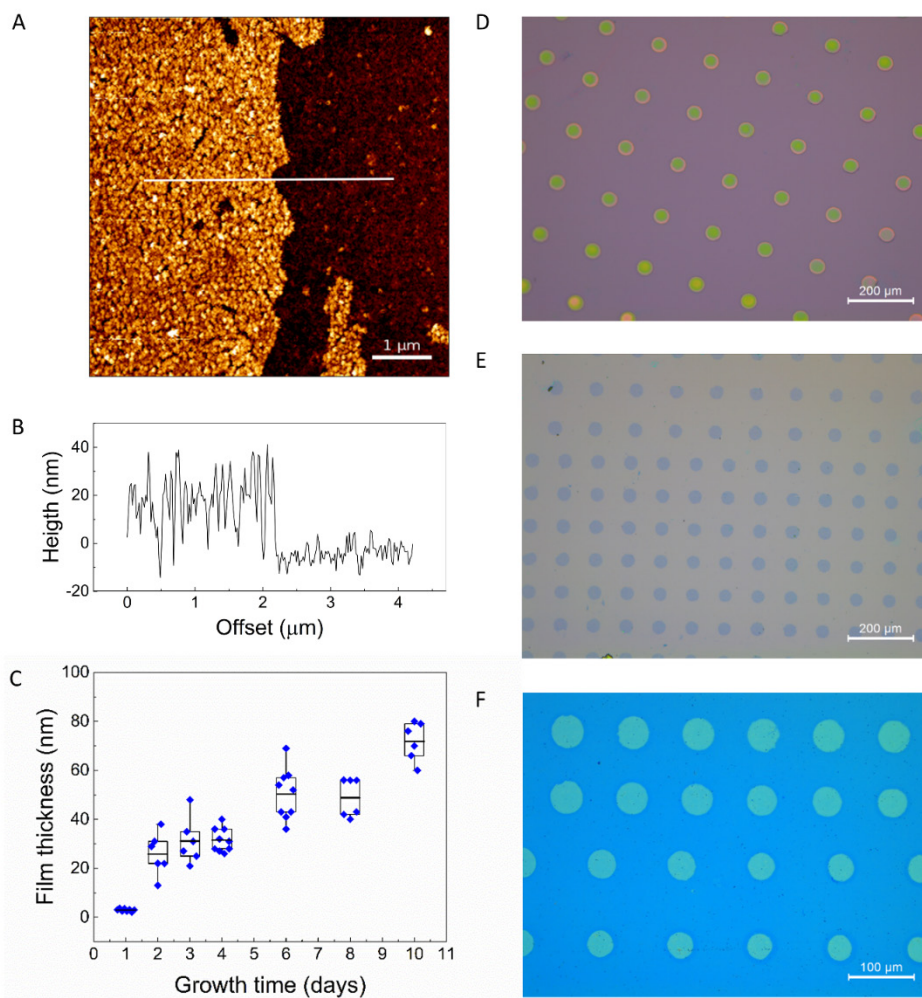 A
1 µm
B
Heigth (nm)
40
20
0
-20
0 1 2 3 4
Offset (µm)
C
Film thickness (nm)
100
80
60
40
20
0
0 1 2 3 4 5 6 7 8 9 10 11
Growth time (days)
D
200 µm
E
200 µm
F
100 µm